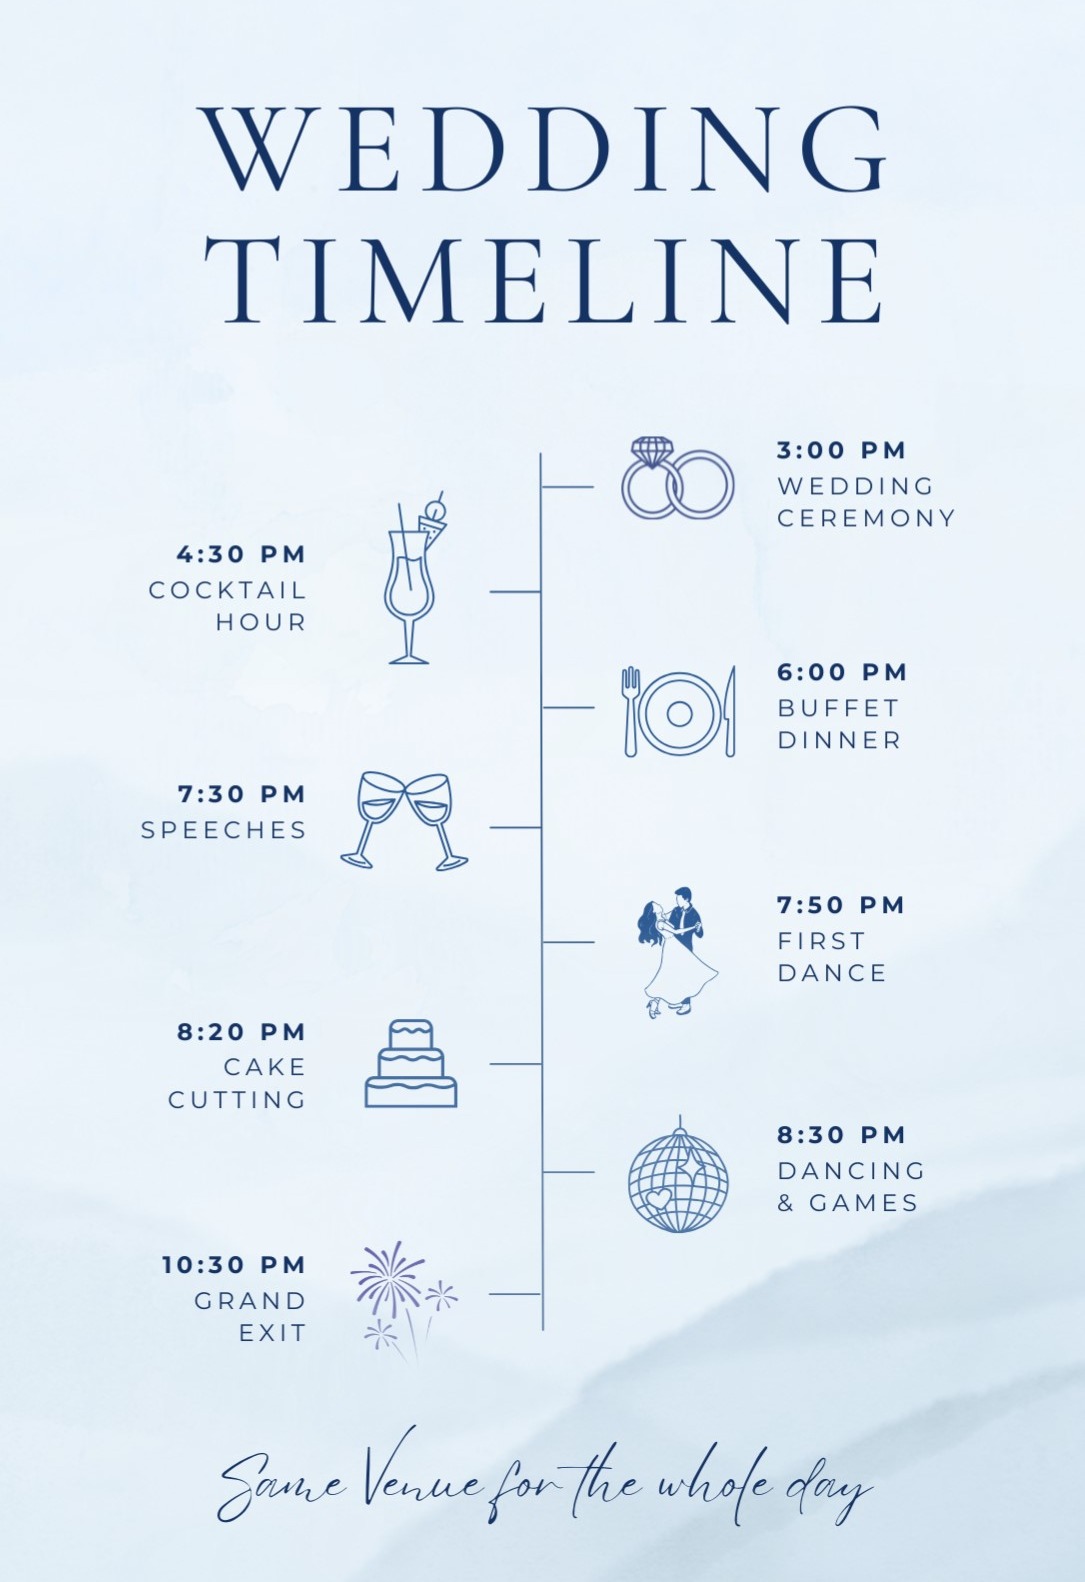 WEDDING
TIMELINE
3:00 PM
WEDDING
CEREMONY
4:30 PM
COCKTAIL
HOUR
6:00 PM
BUFFET
DINNER
7:30 PM
SPEECHES
7:50 PM
FIRST
DANCE
8:20 PM
CAKE
CUTTING
8:30 PM
DANCING
& GAMES
10:30 PM
GRAND
EXIT
Same Venue for the whole day